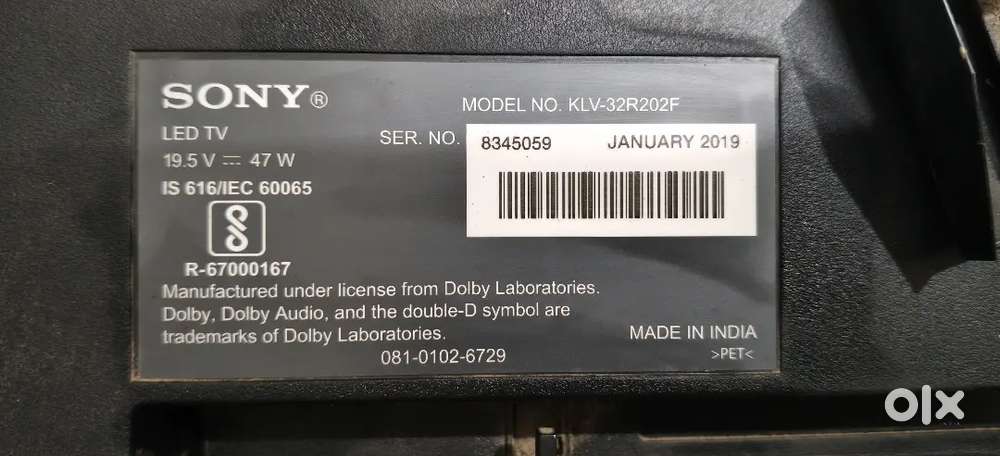 SONY®
MODEL NO. KLV-32R202F
LED TV
SER. NO. 8345059 JANUARY 2019
19.5 V ⎓ 47 W
IS 616/IEC 60065
R-67000167
Manufactured under license from Dolby Laboratories.
Dolby, Dolby Audio, and the double-D symbol are
trademarks of Dolby Laboratories.
MADE IN INDIA
081-0102-6729
>PET<
olx